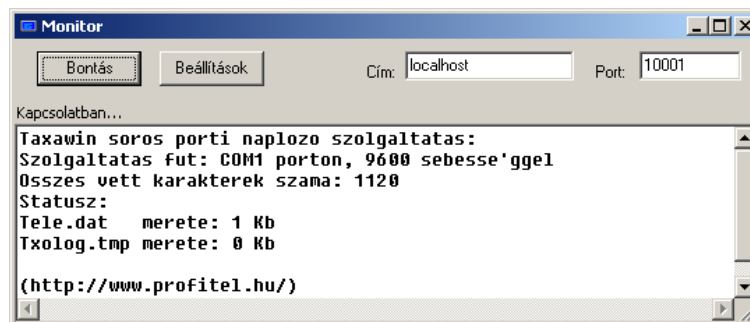 Monitor
Bontás
Beállítások
Cím:
localhost
Port:
10001
Kapcsolatban...
Taxawin soros porti naplozo szolgaltatas:
Szolgaltatas fut: COM1 porton, 9600 sebesse'ggel
Osszes vett karakterek szama: 1120
Statusz:
Tele.dat   merete: 1 Kb
Txolog.tmp merete: 0 Kb
(http://www.profitel.hu/)